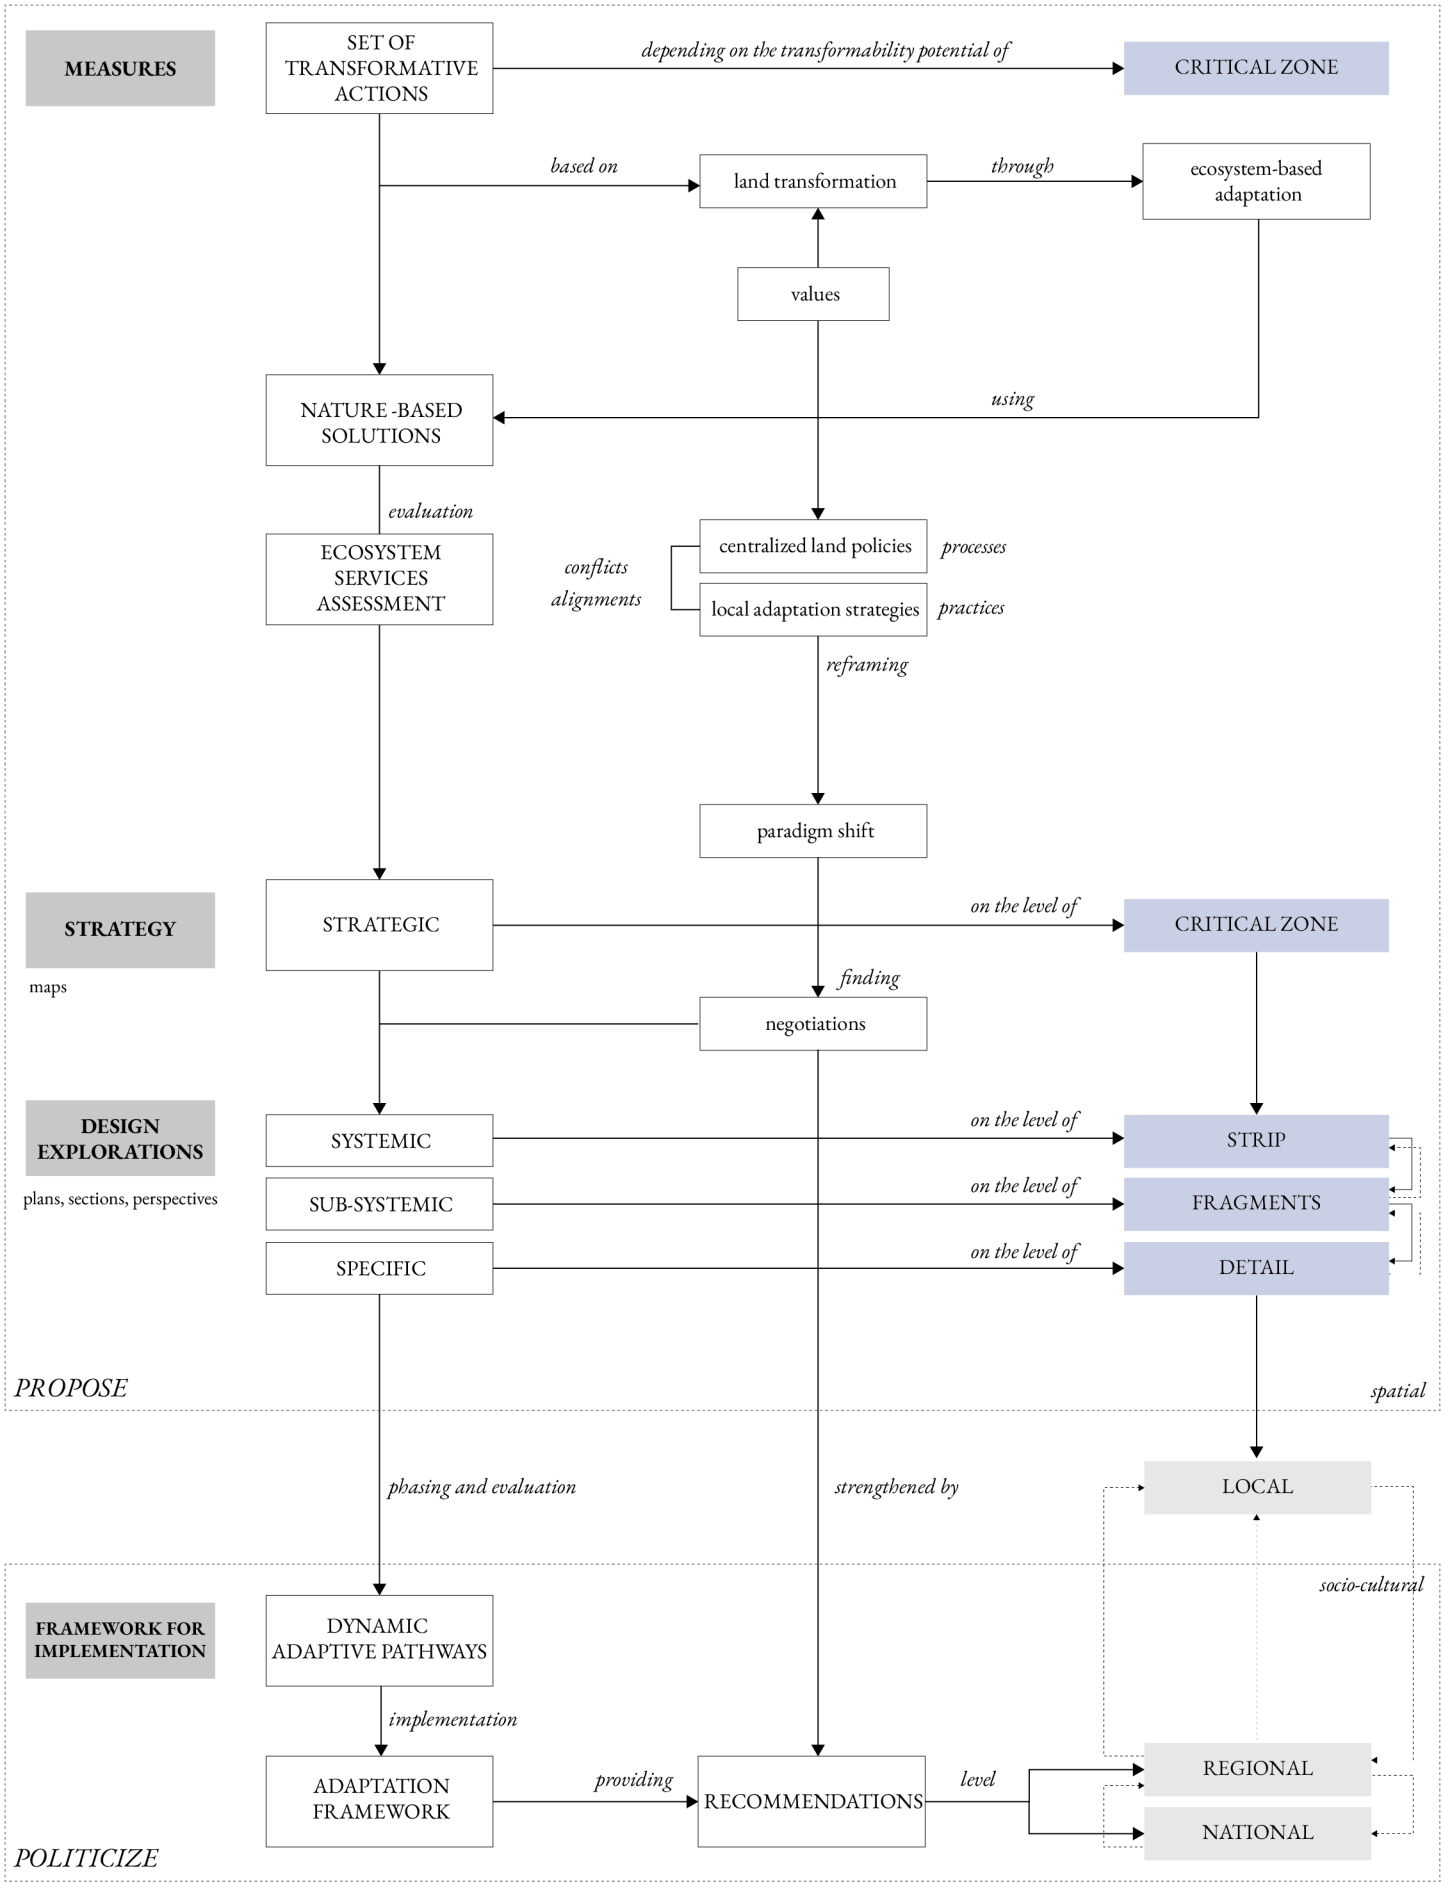 MEASURES
SET OF
TRANSFORMATIVE
ACTIONS
depending on the transformability potential of
CRITICAL ZONE
based on
land transformation
through
ecosystem-based
adaptation
values
NATURE -BASED
SOLUTIONS
using
evaluation
ECOSYSTEM
SERVICES
ASSESSMENT
conflicts
alignments
centralized land policies
processes
local adaptation strategies
practices
reframing
paradigm shift
STRATEGY
maps
STRATEGIC
on the level of
CRITICAL ZONE
finding
negotiations
DESIGN
EXPLORATIONS
plans, sections, perspectives
SYSTEMIC
on the level of
STRIP
SUB-SYSTEMIC
on the level of
FRAGMENTS
SPECIFIC
on the level of
DETAIL
PROPOSE
spatial
phasing and evaluation
strengthened by
LOCAL
socio-cultural
FRAMEWORK FOR
IMPLEMENTATION
DYNAMIC
ADAPTIVE PATHWAYS
implementation
ADAPTATION
FRAMEWORK
providing
RECOMMENDATIONS
level
REGIONAL
NATIONAL
POLITICIZE